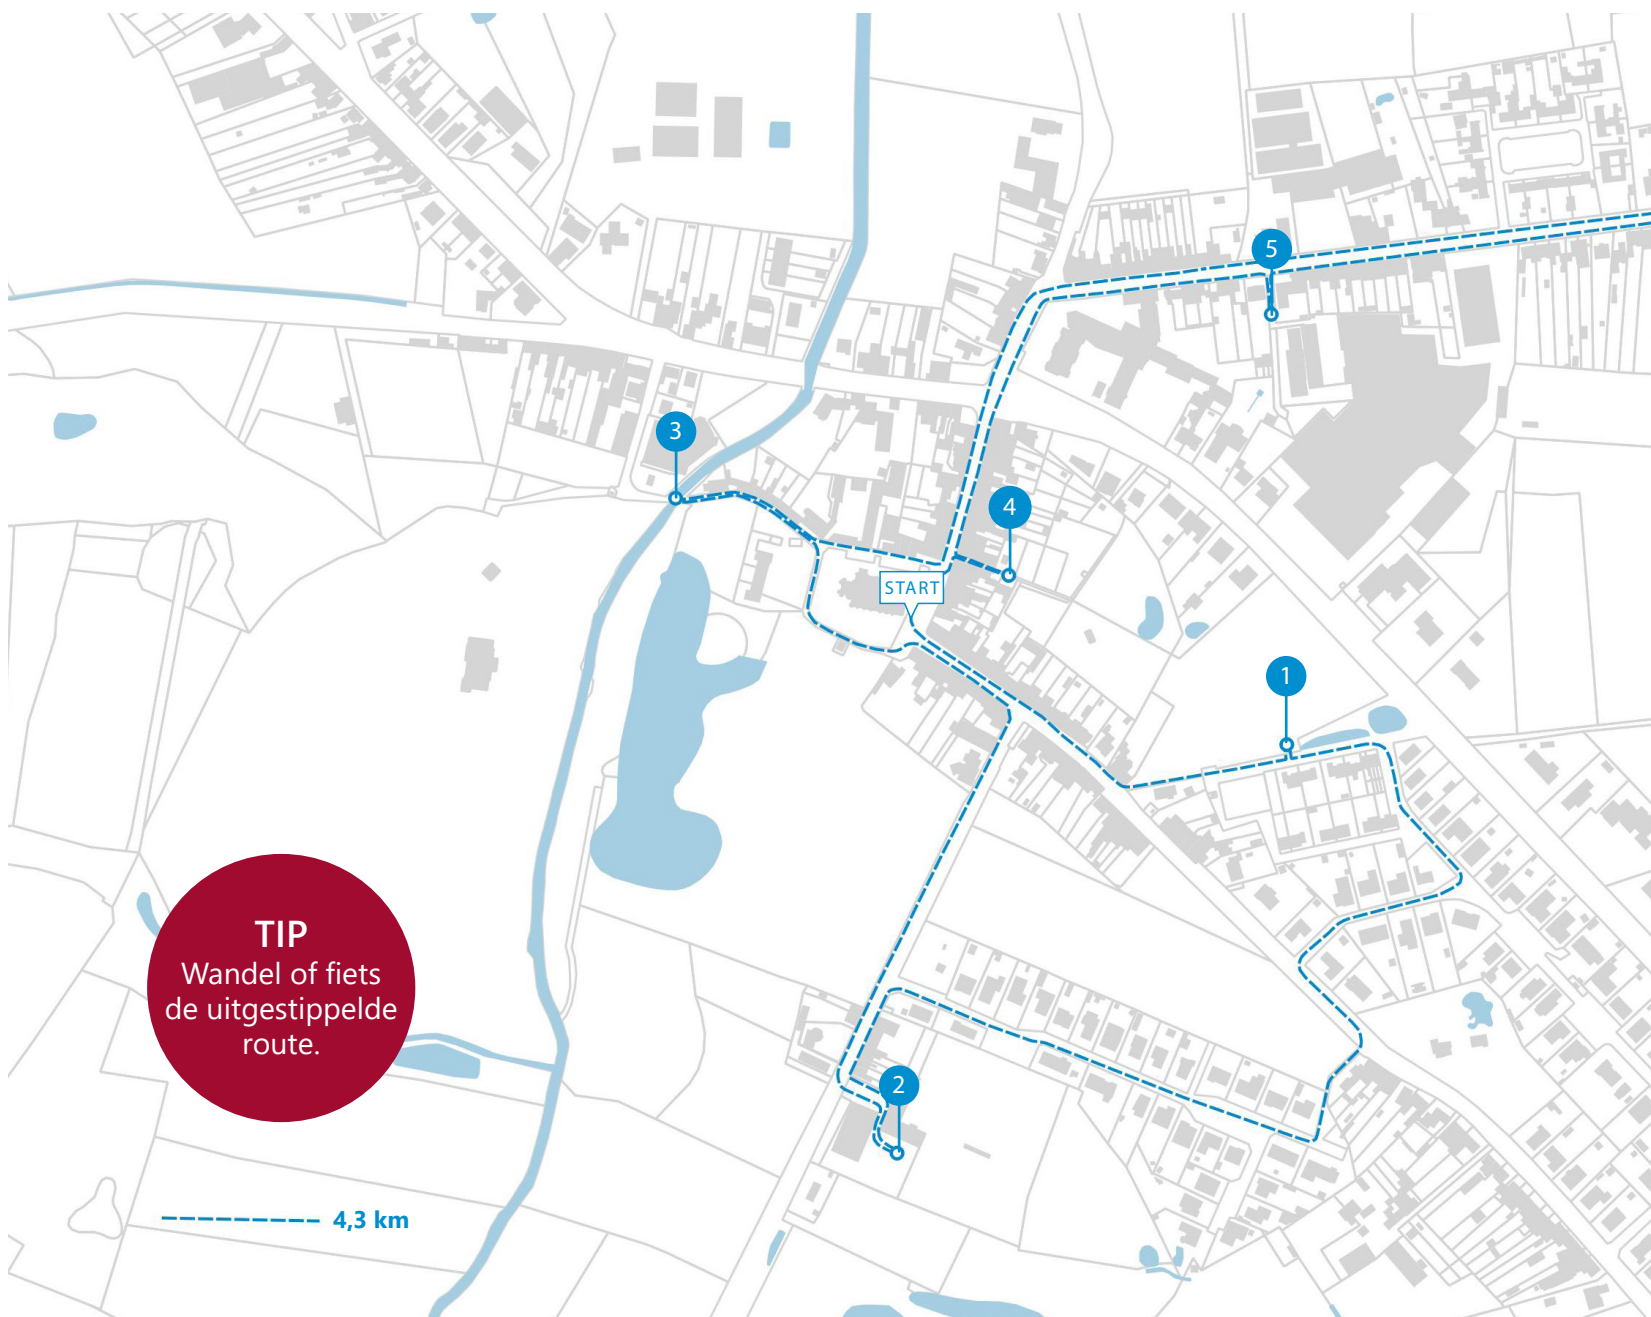 5
3
4
START
1
TIP
Wandel of fiets
de uitgestippelde
route.
2
4,3 km